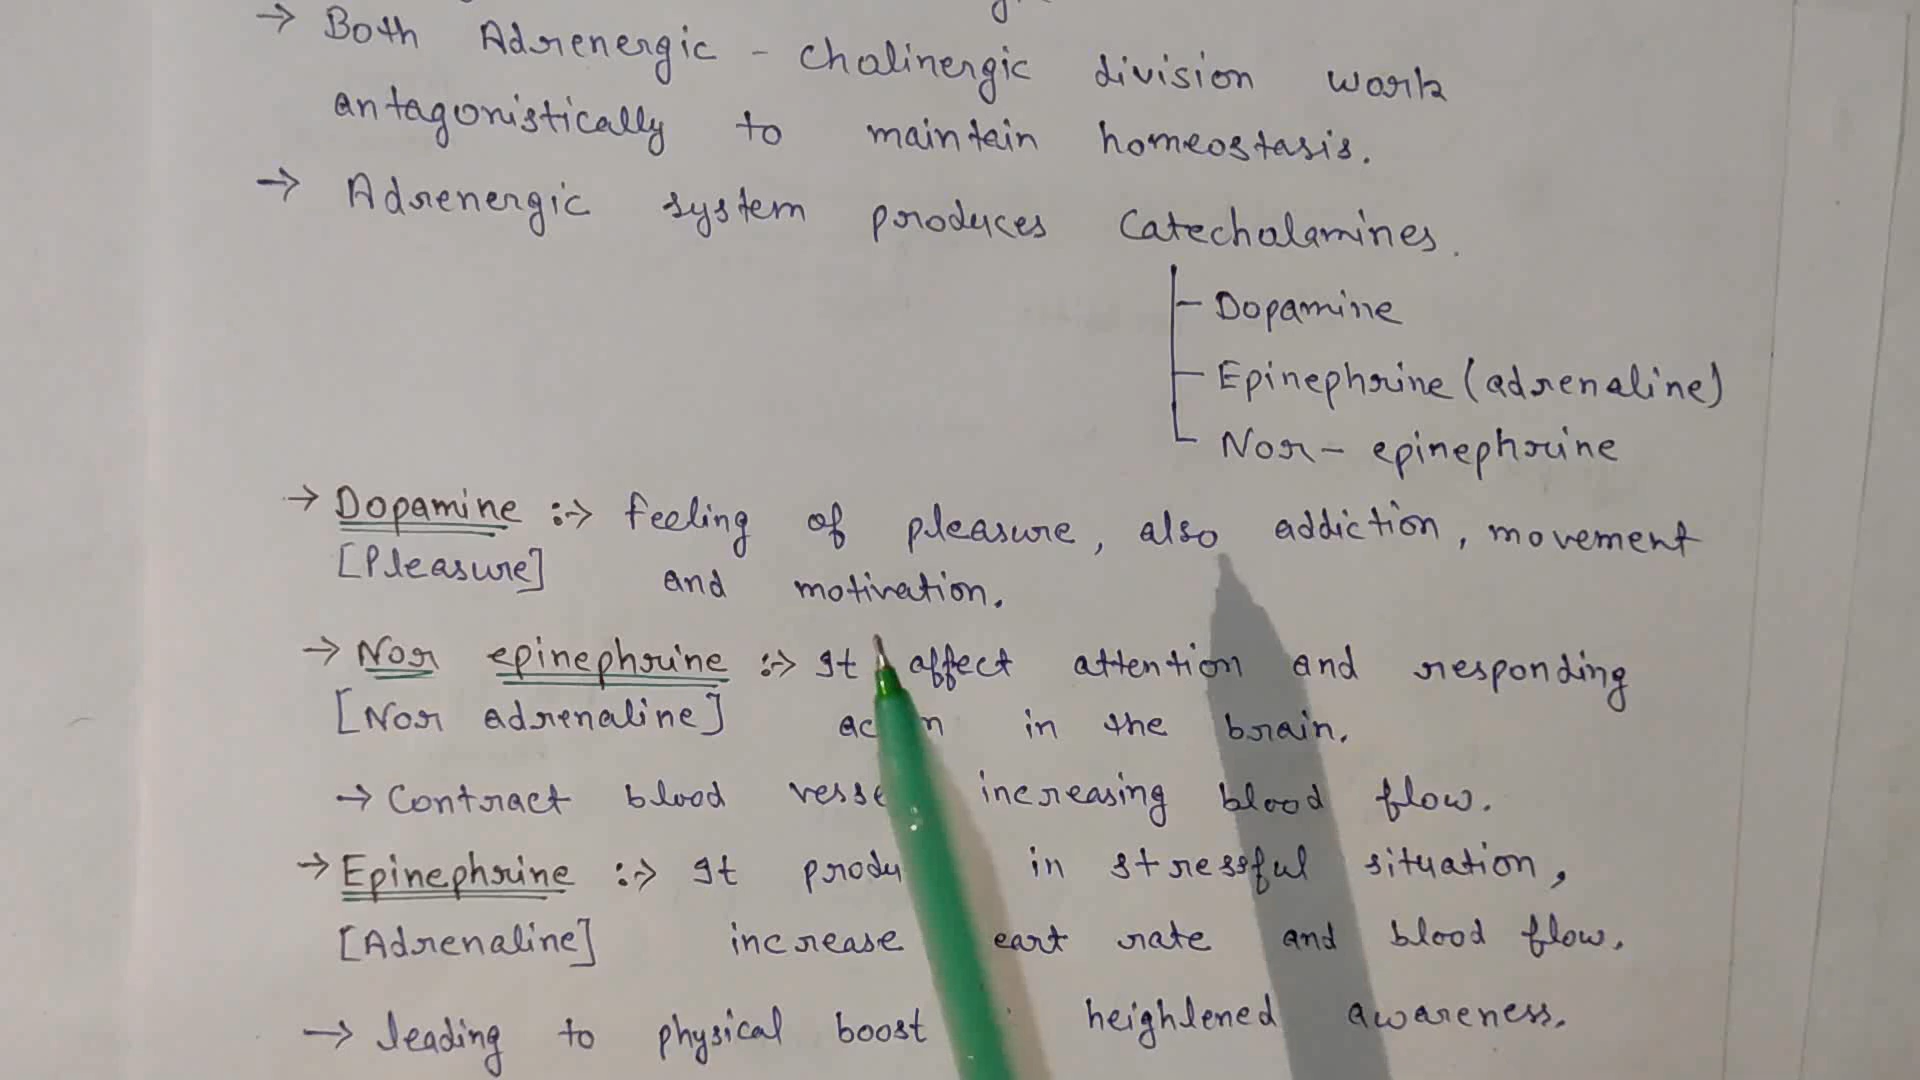 → Both Adrenergic - Cholinergic division work
antagonistically to maintain homeostasis.
→ Adrenergic system produces Catecholamines.
Dopamine
Epinephrine (adrenaline)
Nor - epinephrine
→ Dopamine :→ feeling of pleasure, also addiction, movement
[Pleasure] and motivation.
→ Nor epinephrine :→ It affect attention and responding
[Nor adrenaline] in the brain.
→ Contract blood increasing blood flow.
→ Epinephrine :→ It in stressful situation,
[Adrenaline] increase rate and blood flow.
→ leading to physical boost heightened awareness.